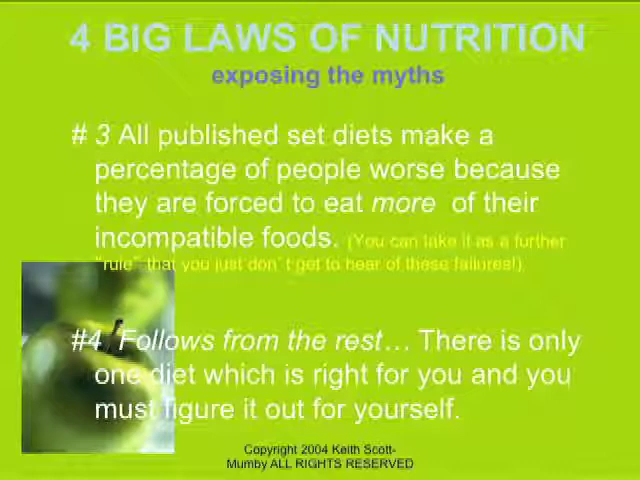 4 BIG LAWS OF NUTRITION
exposing the myths
# 3 All published set diets make a
percentage of people worse because
they are forced to eat more of their
incompatible foods. (You can take it as a further
"rule" that you just don' t get to hear of these failures!)
#4 Follows from the rest… There is only
one diet which is right for you and you
must figure it out for yourself.
Copyright 2004 Keith Scott-
Mumby ALL RIGHTS RESERVED